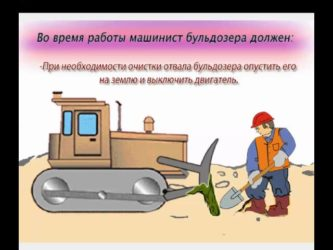 Во время работы машинист бульдозера должен:
-При необходимости очистки отвала бульдозера опустить его
на землю и выключить двигатель.